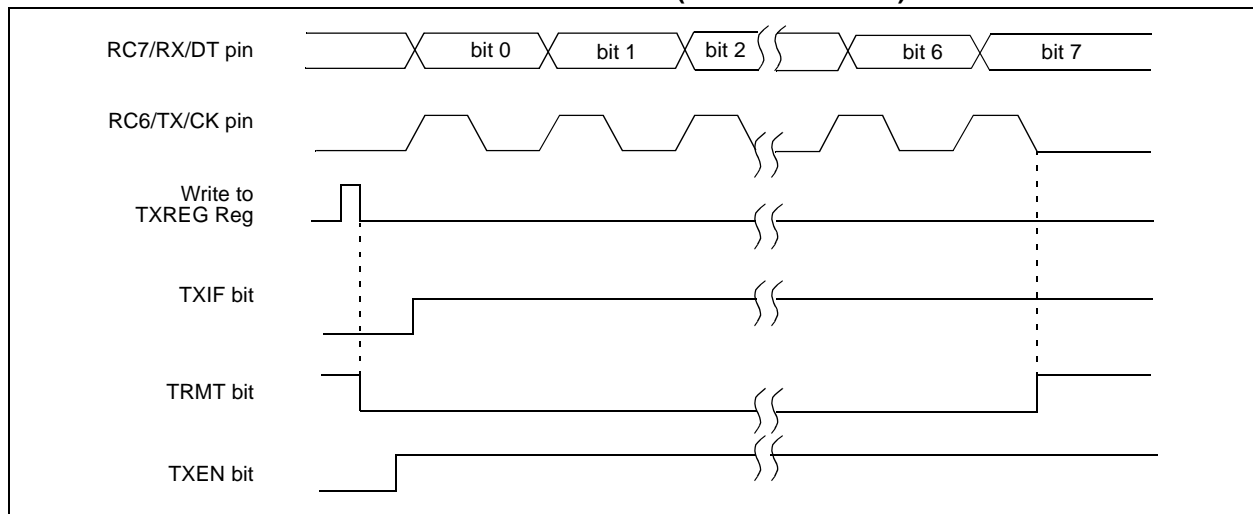 RC7/RX/DT pin
bit 0
bit 1
bit 2
bit 6
bit 7
RC6/TX/CK pin
Write to
TXREG Reg
TXIF bit
TRMT bit
TXEN bit